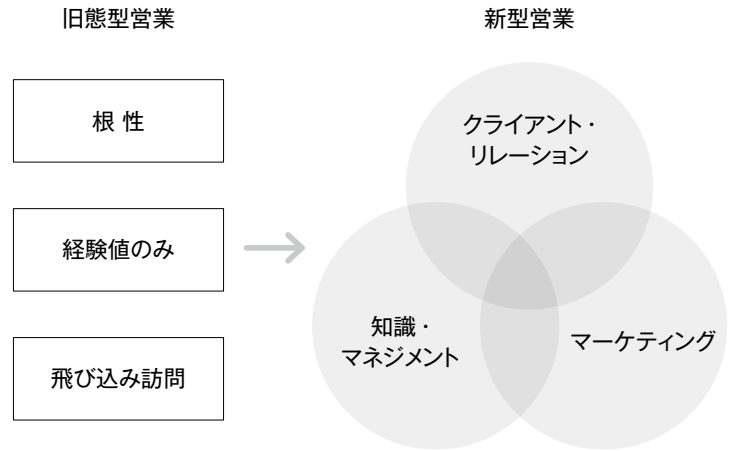 旧態型営業
新型営業
根 性
経験値のみ
飛び込み訪問
クライアント・
リレーション
知識・
マネジメント
マーケティング